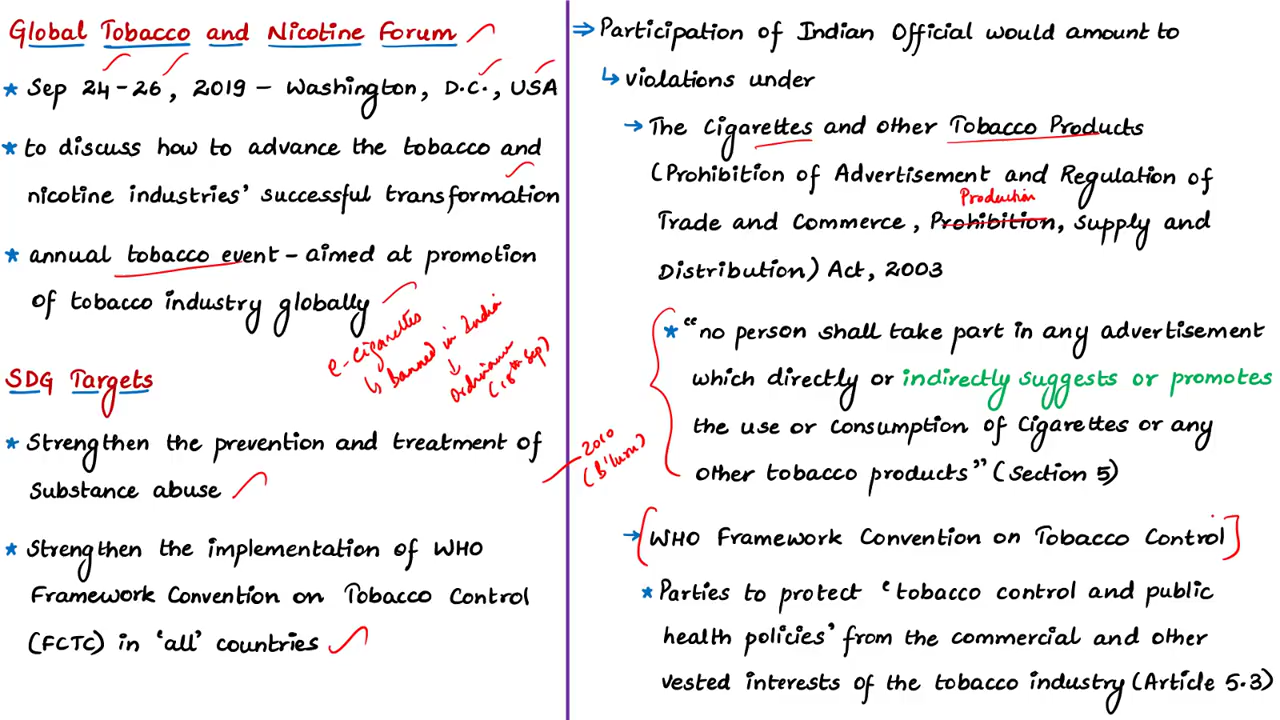 Global Tobacco and Nicotine Forum
* Sep 24-26, 2019 - Washington, D.C., USA
* to discuss how to advance the tobacco and
nicotine industries' successful transformation
* annual tobacco event - aimed at promotion
of tobacco industry globally
e-cigarettes
↳ Banned in India
↓
Ordinance
(18th Sep)
SDG Targets
* Strengthen the prevention and treatment of
Substance abuse
* Strengthen the implementation of WHO
Framework Convention on Tobacco Control
(FCTC) in 'all' countries
⇒ Participation of Indian Official would amount to
↳ violations under
→ The Cigarettes and other Tobacco Products
(Prohibition of Advertisement and Regulation of
Production
Trade and Commerce, Prohibition, Supply and
Distribution) Act, 2003
* "no person shall take part in any advertisement
which directly or indirectly suggests or promotes
the use or consumption of Cigarettes or any
other tobacco products" (Section 5)
2010
(B'luru)
→ [WHO Framework Convention on Tobacco Control]
* Parties to protect 'tobacco control and public
health policies' from the commercial and other
vested interests of the tobacco industry (Article 5.3)